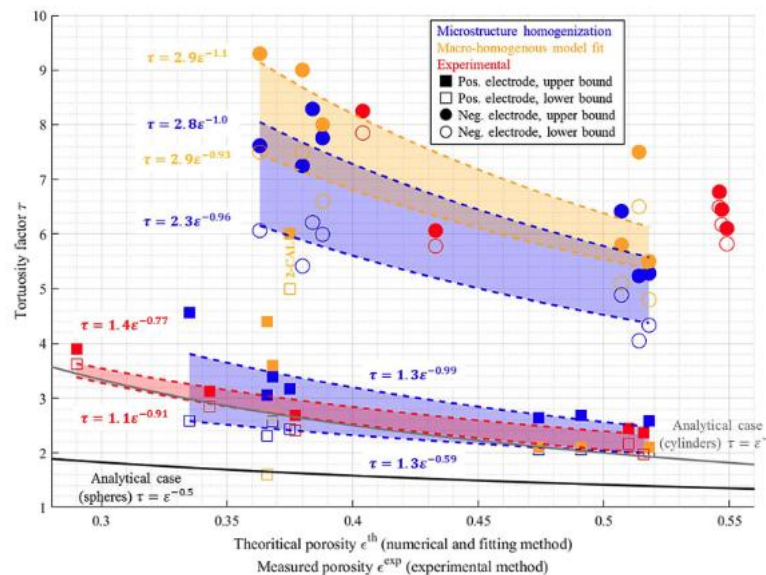 10
9
8
7
6
5
4
3
2
1
Tortuosity factor τ
Microstructure homogenization
Macro-homogenous model fit
Experimental
Pos. electrode, upper bound
Pos. electrode, lower bound
Neg. electrode, upper bound
Neg. electrode, lower bound
τ = 2.9ε^−1.1
τ = 2.8ε^−1.0
τ = 2.9ε^−0.93
τ = 2.3ε^−0.96
2-CAL
τ = 1.4ε^−0.77
τ = 1.3ε^−0.99
τ = 1.1ε^−0.91
τ = 1.3ε^−0.59
Analytical case
(cylinders) τ = ε^-
Analytical case
(spheres) τ = ε^−0.5
0.3 0.35 0.4 0.45 0.5 0.55
Theoritical porosity ϵ^th (numerical and fitting method)
Measured porosity ϵ^exp (experimental method)